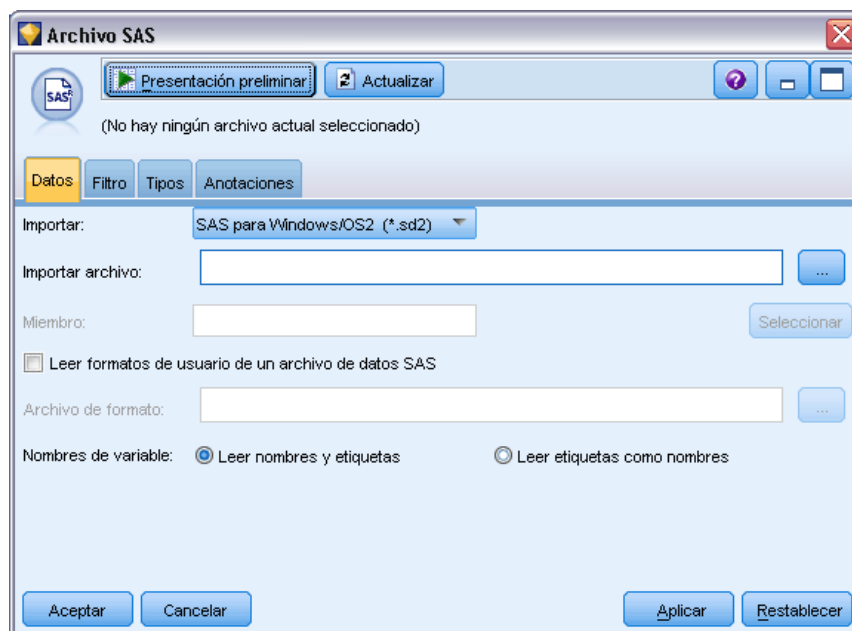 Archivo SAS
SAS
Presentación preliminar
Actualizar
?
(No hay ningún archivo actual seleccionado)
Datos
Filtro
Tipos
Anotaciones
Importar:
SAS para Windows/OS2 (*.sd2)
Importar archivo:
...
Miembro:
Seleccionar
Leer formatos de usuario de un archivo de datos SAS
Archivo de formato:
...
Nombres de variable:
Leer nombres y etiquetas
Leer etiquetas como nombres
Aceptar
Cancelar
Aplicar
Restablecer